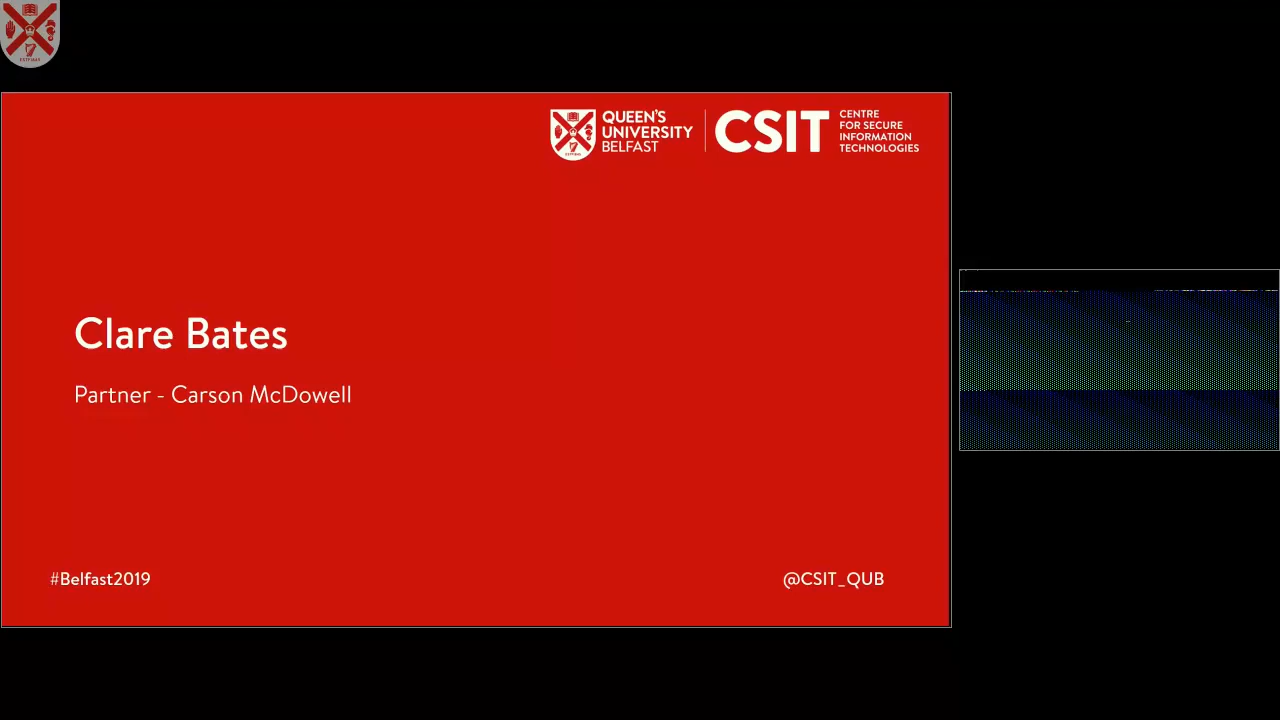 QUEEN'S
UNIVERSITY
BELFAST
CSIT
CENTRE
FOR SECURE
INFORMATION
TECHNOLOGIES
Clare Bates
Partner - Carson McDowell
#Belfast2019
@CSIT_QUB